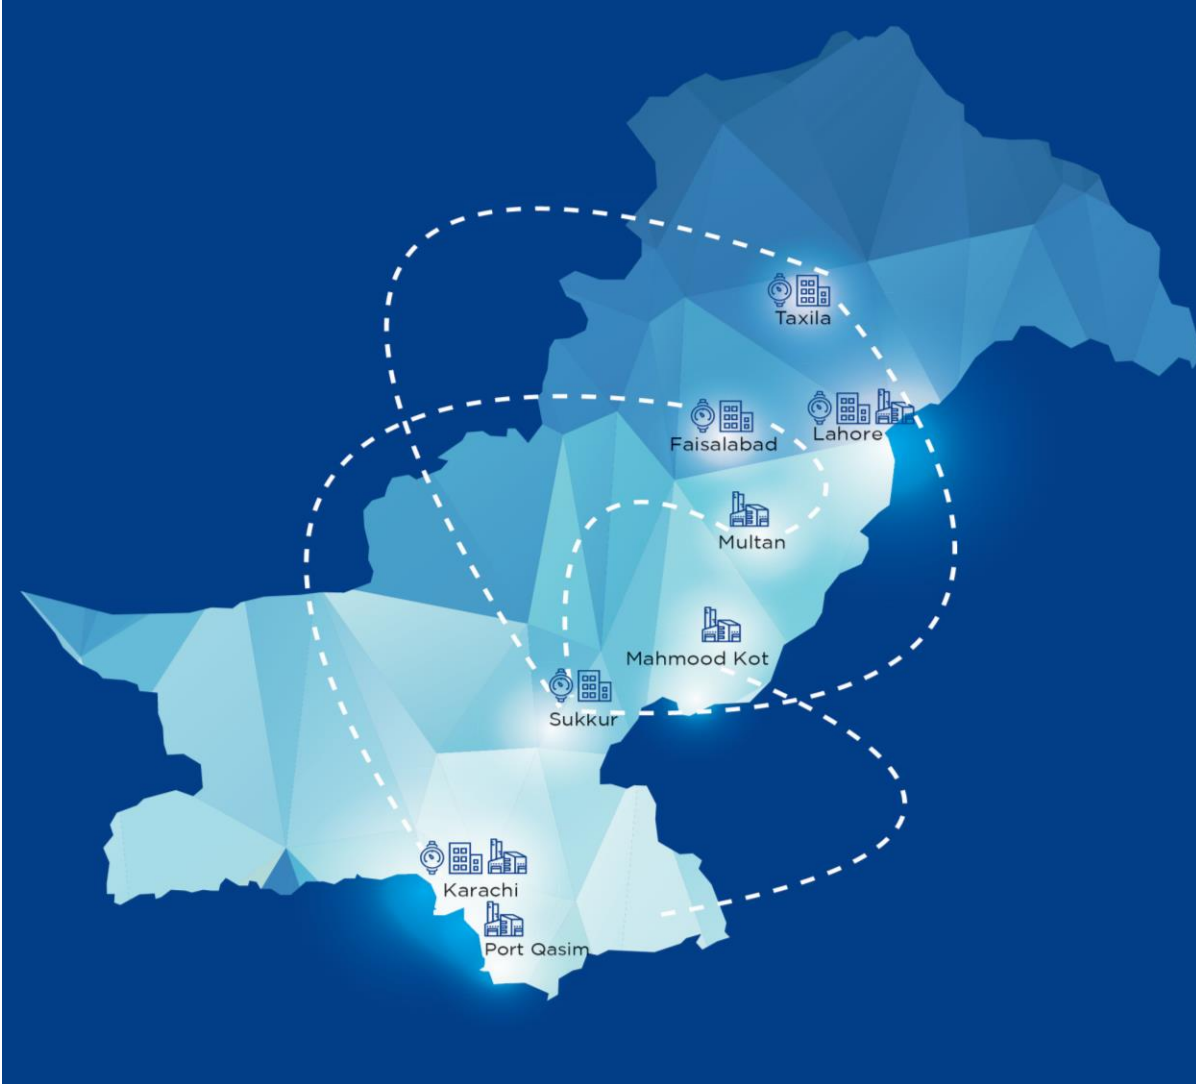 Taxila
Lahore
Faisalabad
Multan
Mahmood Kot
Sukkur
Karachi
Port Qasim